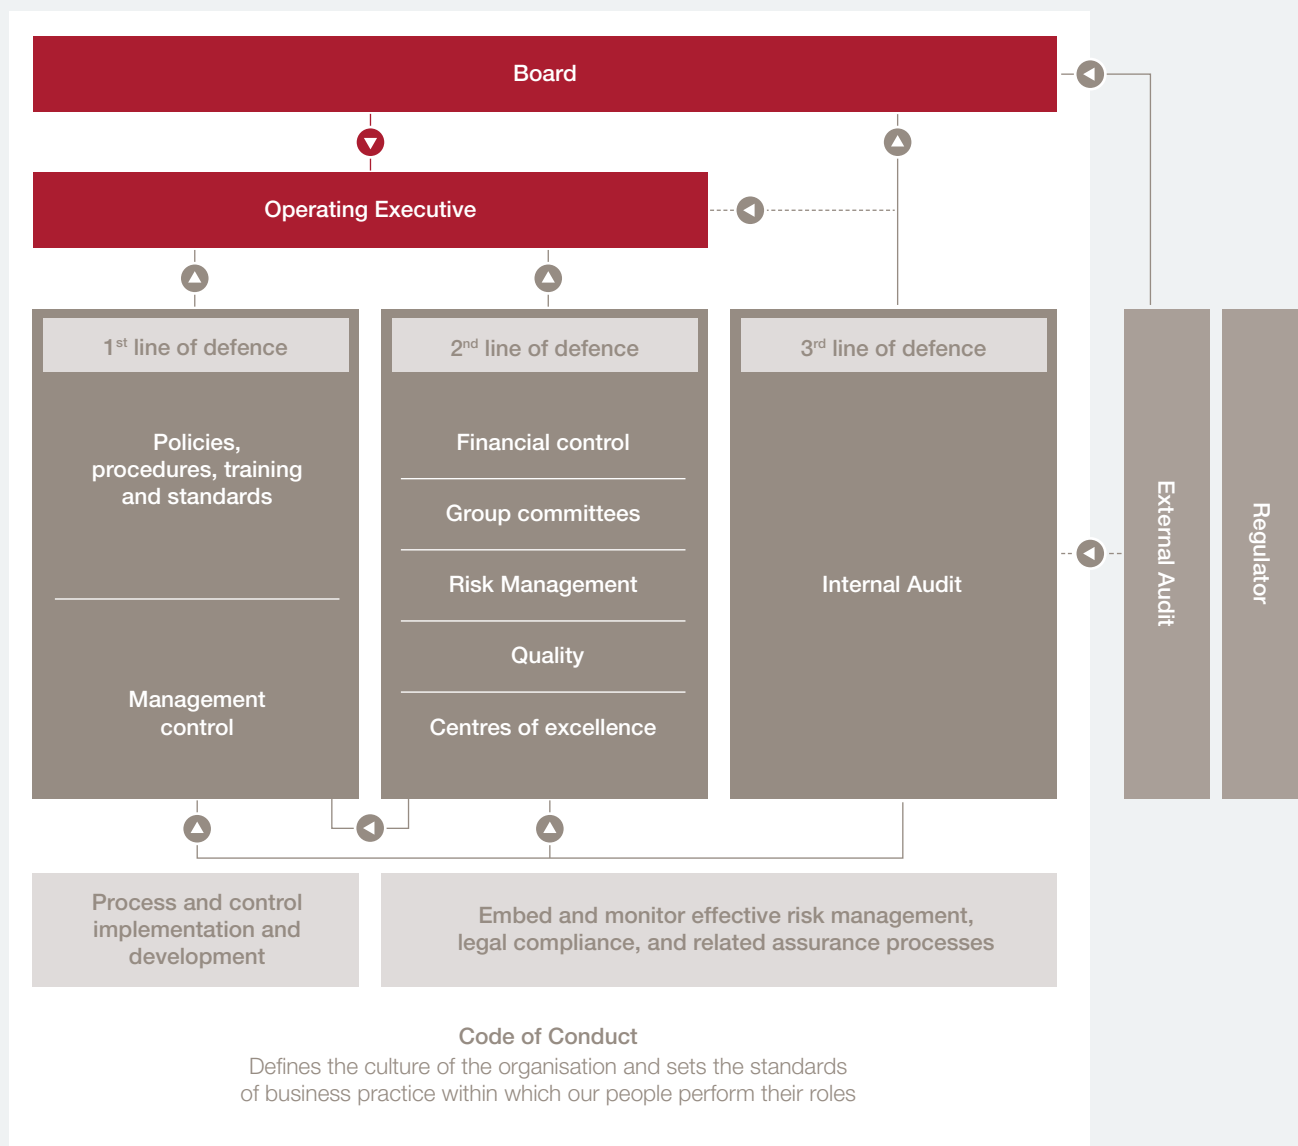 Board
Operating Executive
1st line of defence
Policies,
procedures, training
and standards
Management
control
2nd line of defence
Financial control
Group committees
Risk Management
Quality
Centres of excellence
3rd line of defence
Internal Audit
External Audit
Regulator
Process and control
implementation and
development
Embed and monitor effective risk management,
legal compliance, and related assurance processes
Code of Conduct
Defines the culture of the organisation and sets the standards
of business practice within which our people perform their roles